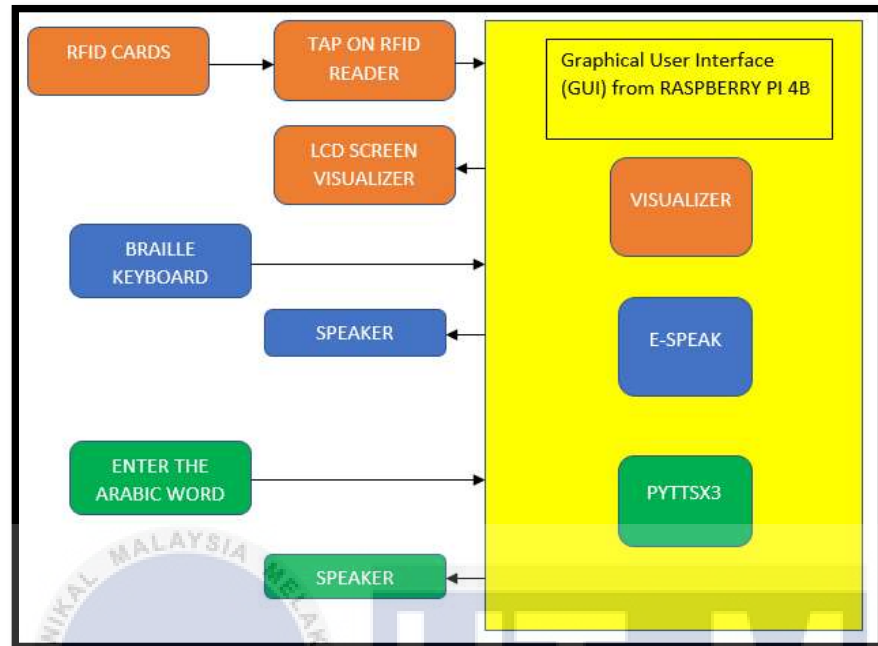 RFID CARDS
TAP ON RFID
READER
Graphical User Interface
(GUI) from RASPBERRY PI 4B
LCD SCREEN
VISUALIZER
VISUALIZER
BRAILLE
KEYBOARD
SPEAKER
E-SPEAK
ENTER THE
ARABIC WORD
PYTTSX3
SPEAKER
MALAYSIA